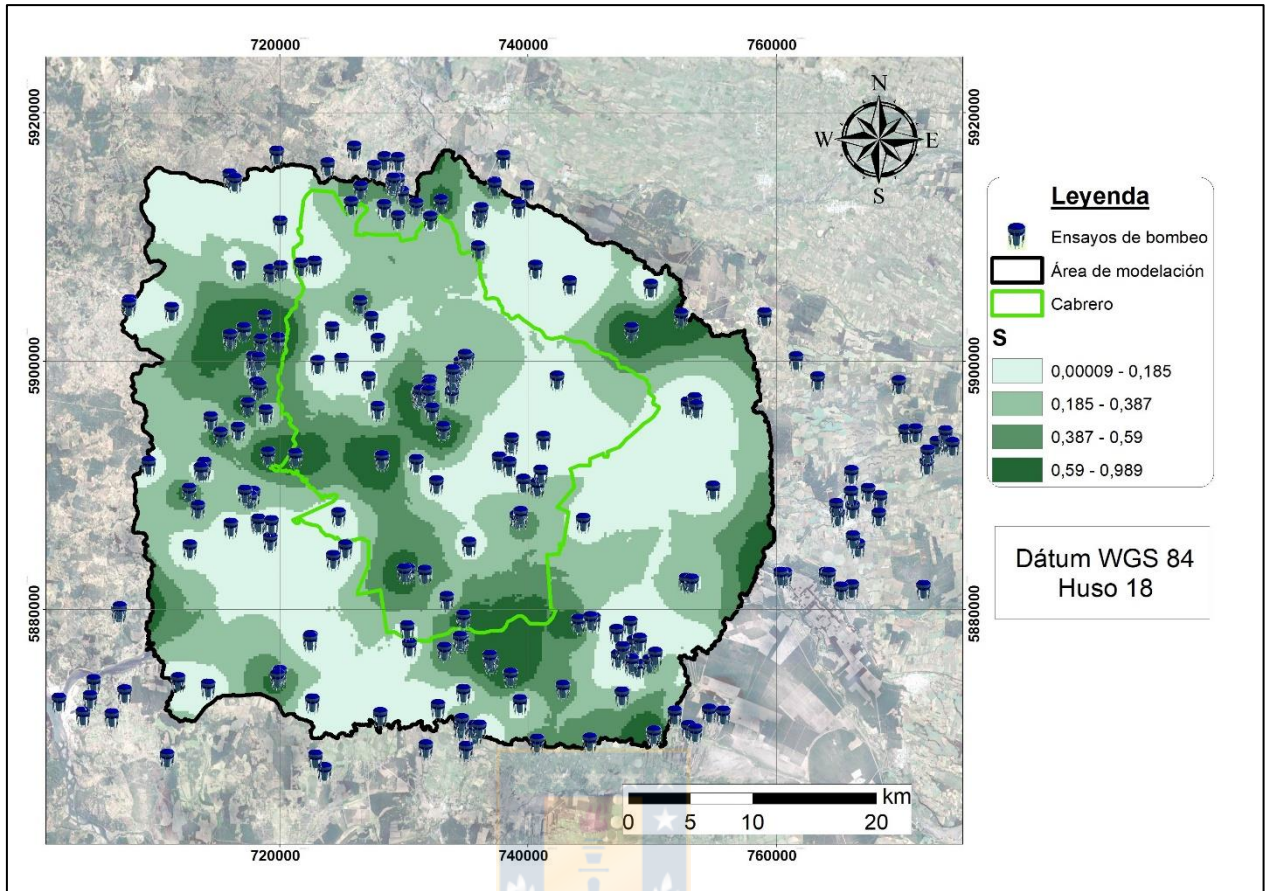 720000 740000 760000
5920000 5920000
N
W E
S
Leyenda
Ensayos de bombeo
Área de modelación
Cabrero
S
0,00009 - 0,185
0,185 - 0,387
0,387 - 0,59
0,59 - 0,989
5900000 5900000
Dátum WGS 84
Huso 18
5880000 5880000
km
0 5 10 20
720000 740000 760000